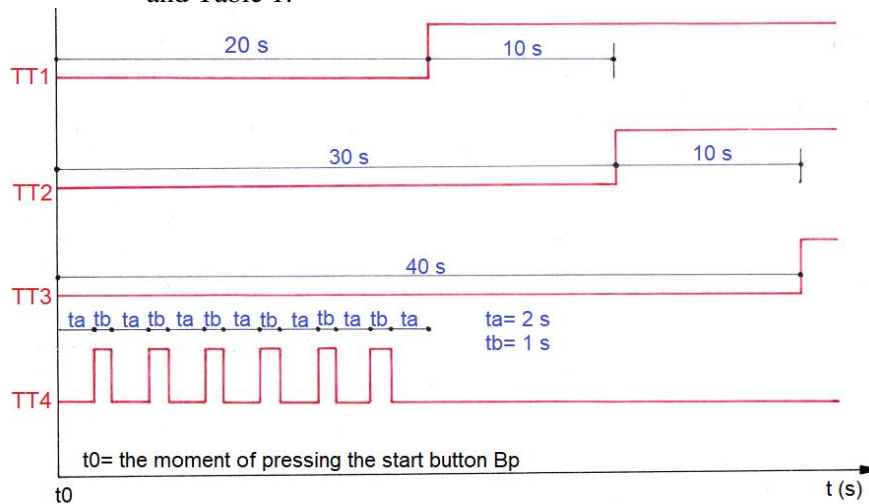 and Table 1.
20 s 10 s
TT1
30 s 10 s
TT2
40 s
TT3
ta tb ta tb ta tb ta tb ta tb ta tb ta
ta= 2 s
tb= 1 s
TT4
t0= the moment of pressing the start button Bp
t0 t (s)